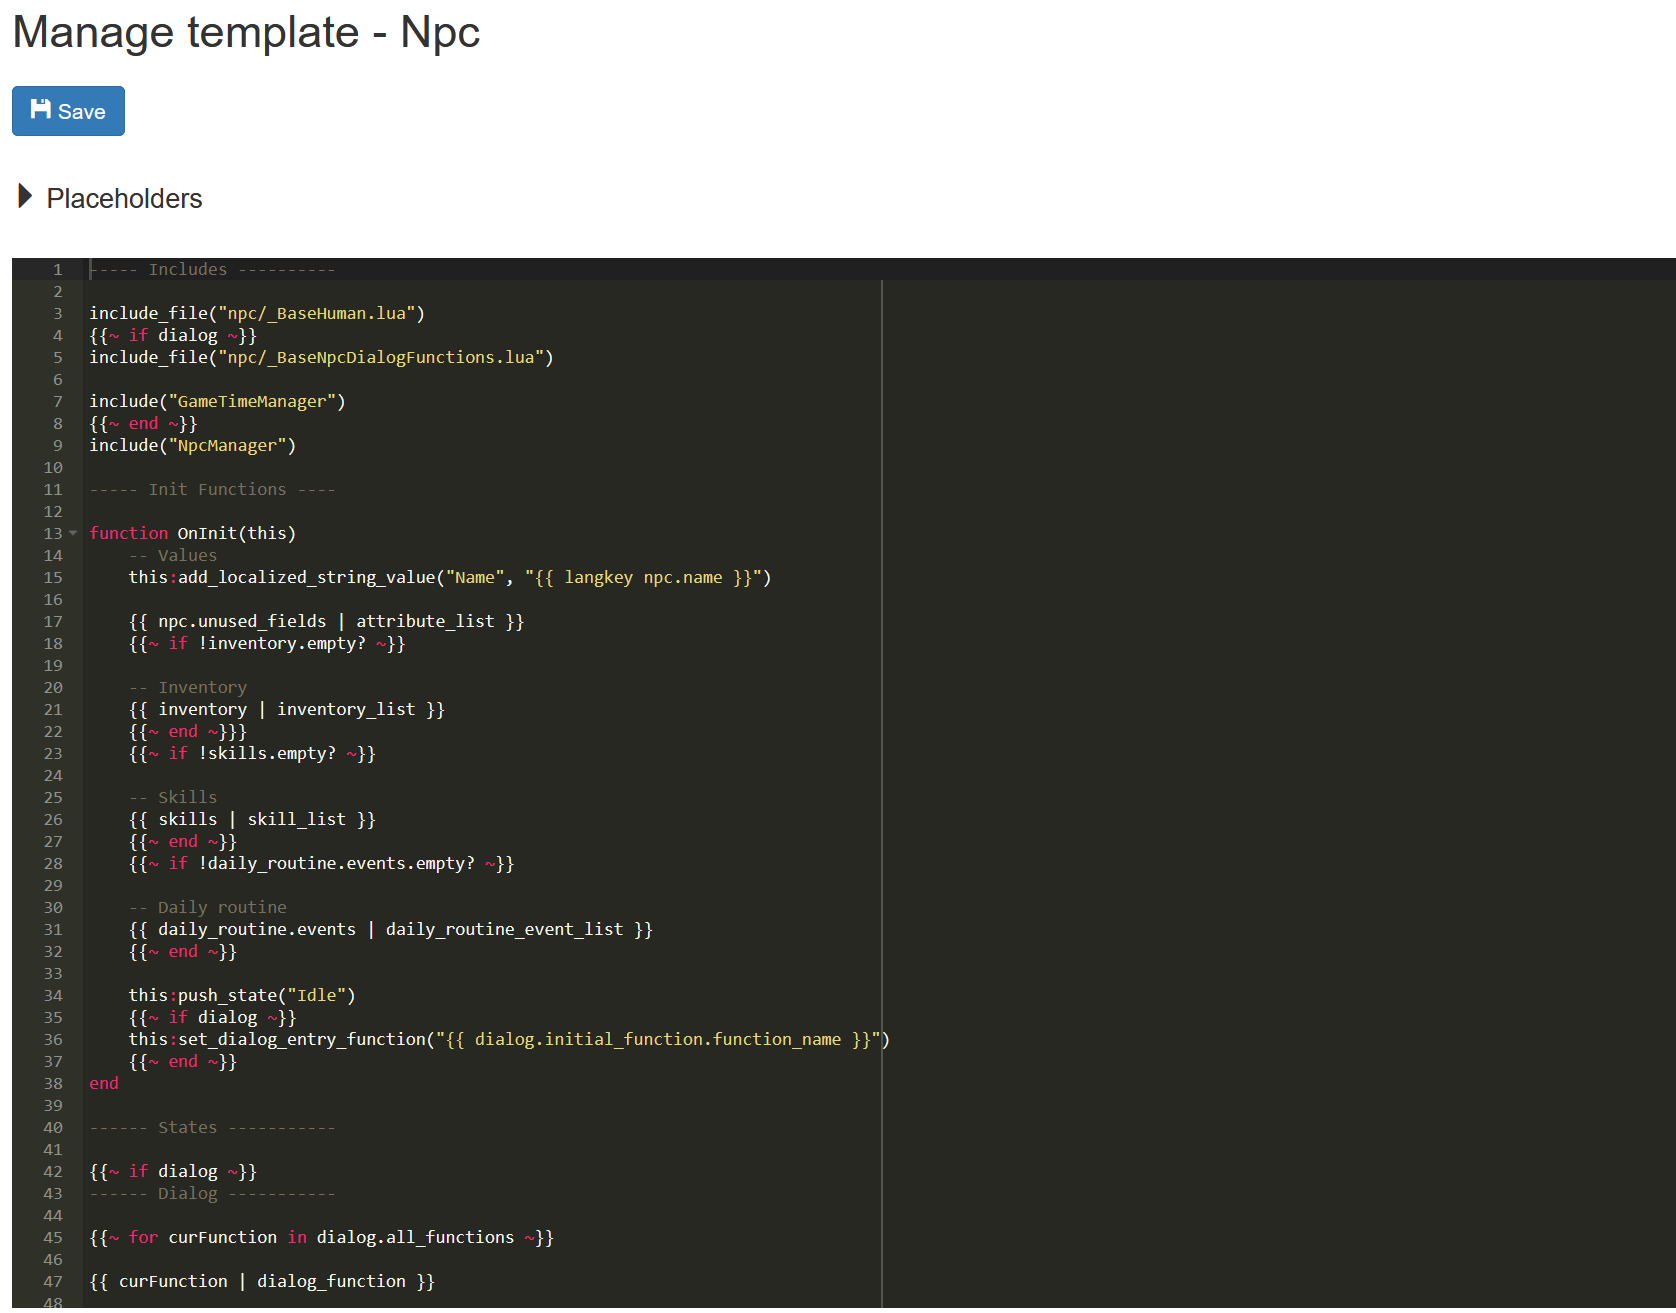 Manage template - Npc
Save
Placeholders
1 ----- Includes ----------
2
3 include_file("npc/_BaseHuman.lua")
4 {{~ if dialog ~}}
5 include_file("npc/_BaseNpcDialogFunctions.lua")
6
7 include("GameTimeManager")
8 {{~ end ~}}
9 include("NpcManager")
10
11 ----- Init Functions ----
12
13 function OnInit(this)
14     -- Values
15     this:add_localized_string_value("Name", "{{ langkey npc.name }}")
16
17     {{ npc.unused_fields | attribute_list }}
18     {{~ if !inventory.empty? ~}}
19
20     -- Inventory
21     {{ inventory | inventory_list }}
22     {{~ end ~}}}
23     {{~ if !skills.empty? ~}}
24
25     -- Skills
26     {{ skills | skill_list }}
27     {{~ end ~}}
28     {{~ if !daily_routine.events.empty? ~}}
29
30     -- Daily routine
31     {{ daily_routine.events | daily_routine_event_list }}
32     {{~ end ~}}
33
34     this:push_state("Idle")
35     {{~ if dialog ~}}
36     this:set_dialog_entry_function("{{ dialog.initial_function.function_name }}")
37     {{~ end ~}}
38 end
39
40 ------ States -----------
41
42 {{~ if dialog ~}}
43 ------ Dialog -----------
44
45 {{~ for curFunction in dialog.all_functions ~}}
46
47 {{ curFunction | dialog_function }}
48